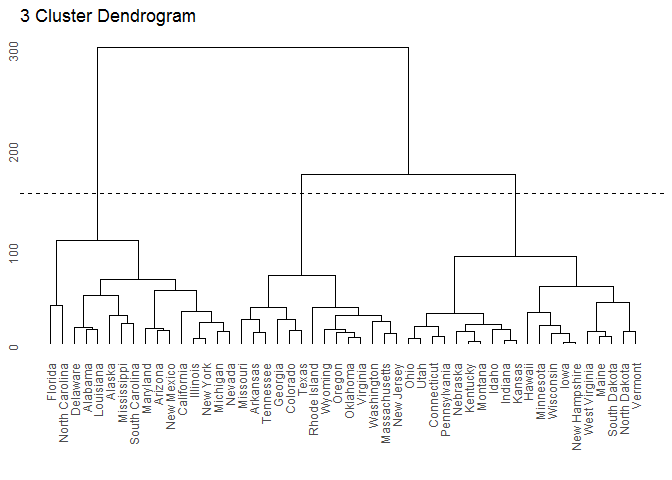 3 Cluster Dendrogram
300
200
100
0
Florida
North Carolina
Delaware
Alabama
Louisiana
Alaska
Mississippi
South Carolina
Maryland
Arizona
New Mexico
California
Illinois
New York
Michigan
Nevada
Missouri
Arkansas
Tennessee
Georgia
Colorado
Texas
Rhode Island
Wyoming
Oregon
Oklahoma
Virginia
Washington
Massachusetts
New Jersey
Ohio
Utah
Connecticut
Pennsylvania
Nebraska
Kentucky
Montana
Idaho
Indiana
Kansas
Hawaii
Minnesota
Wisconsin
Iowa
New Hampshire
West Virginia
Maine
South Dakota
North Dakota
Vermont